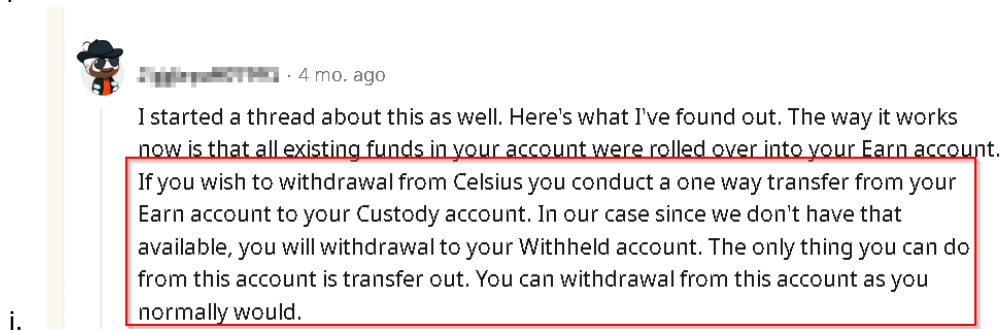 · 4 mo. ago
I started a thread about this as well. Here's what I've found out. The way it works
now is that all existing funds in your account were rolled over into your Earn account.
If you wish to withdrawal from Celsius you conduct a one way transfer from your
Earn account to your Custody account. In our case since we don't have that
available, you will withdrawal to your Withheld account. The only thing you can do
from this account is transfer out. You can withdrawal from this account as you
normally would.
i.